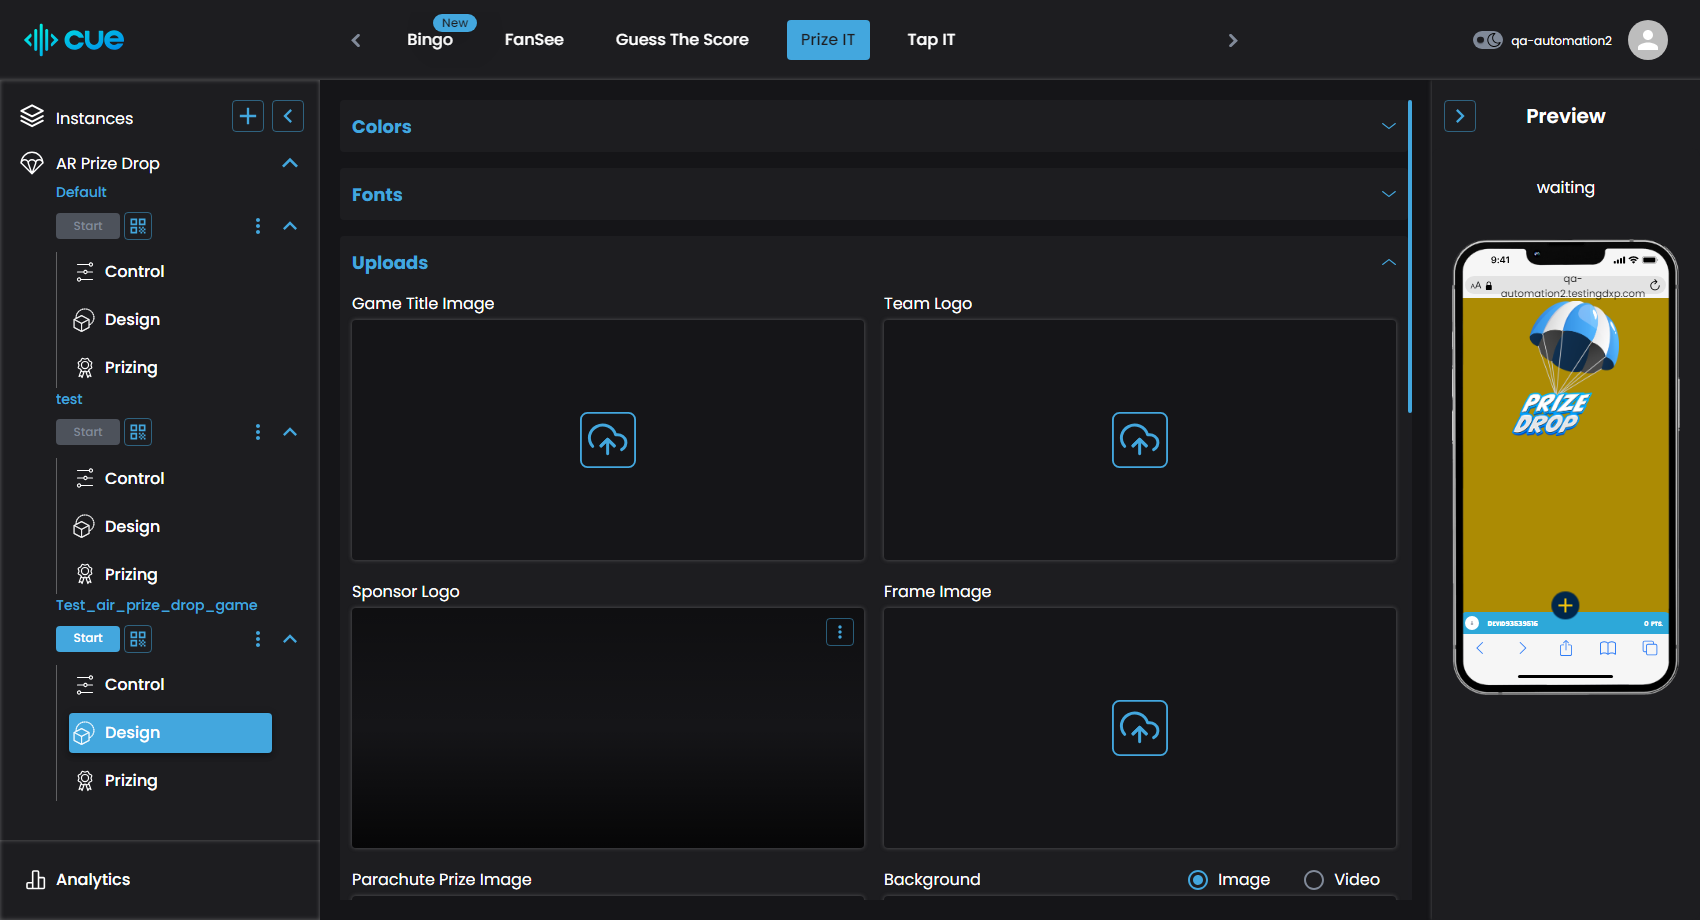 cue
New
Bingo
FanSee
Guess The Score
Prize IT
Tap IT
qa-automation2
Instances
AR Prize Drop
Default
Start
Control
Design
Prizing
test
Start
Control
Design
Prizing
Test_air_prize_drop_game
Start
Control
Design
Prizing
Analytics
Colors
Fonts
Uploads
Game Title Image
Team Logo
Sponsor Logo
Frame Image
Parachute Prize Image
Background
Image
Video
Preview
waiting
9:41
AA
qa-
automation2.testingdxp.com
PRIZE
DROP
0 PTS.